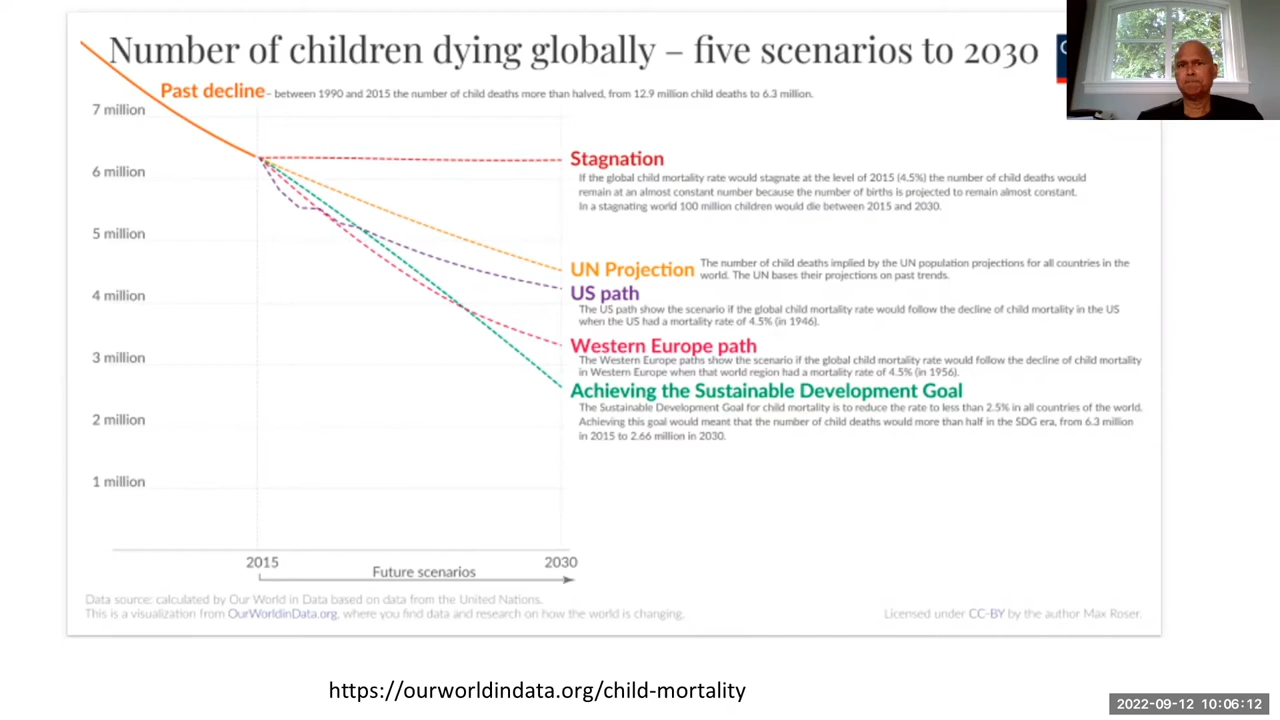 Number of children dying globally – five scenarios to 2030
Past decline – between 1990 and 2015 the number of child deaths more than halved, from 12.9 million child deaths to 6.3 million.
7 million
6 million
5 million
4 million
3 million
2 million
1 million
Stagnation
If the global child mortality rate would stagnate at the level of 2015 (4.5%) the number of child deaths would
remain at an almost constant number because the number of births is projected to remain almost constant.
In a stagnating world 100 million children would die between 2015 and 2030.
UN Projection
The number of child deaths implied by the UN population projections for all countries in the
world. The UN bases their projections on past trends.
US path
The US path show the scenario if the global child mortality rate would follow the decline of child mortality in the US
when the US had a mortality rate of 4.5% (in 1946).
Western Europe path
The Western Europe paths show the scenario if the global child mortality rate would follow the decline of child mortality
in Western Europe when that world region had a mortality rate of 4.5% (in 1956).
Achieving the Sustainable Development Goal
The Sustainable Development Goal for child mortality is to reduce the rate to less than 2.5% in all countries of the world.
Achieving this goal would meant that the number of child deaths would more than half in the SDG era, from 6.3 million
in 2015 to 2.66 million in 2030.
2015
2030
Future scenarios
Data source: calculated by Our World in Data based on data from the United Nations.
This is a visualization from OurWorldinData.org, where you find data and research on how the world is changing.
Licensed under CC-BY by the author Max Roser.
https://ourworldindata.org/child-mortality
2022-09-12 10:06:12